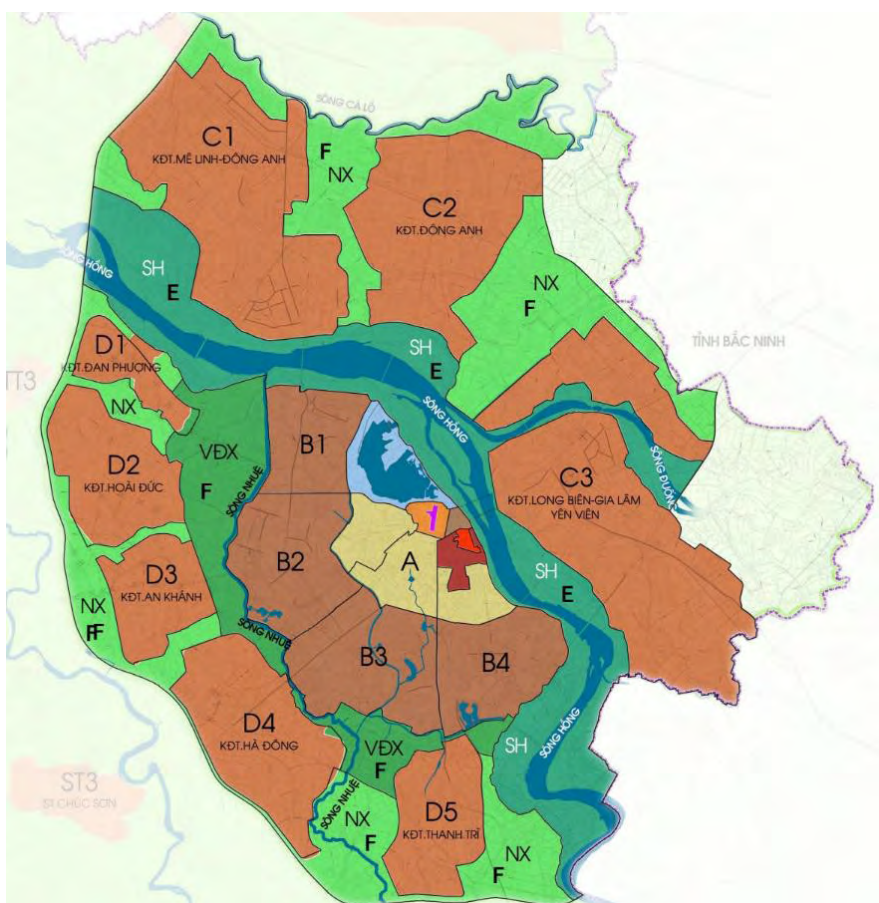 SÔNG CÀ LỒ
C1
KĐT.MÊ LINH-ĐÔNG ANH
F
NX
C2
KĐT.ĐÔNG ANH
SÔNG HỒNG
SH
E
NX
F
TỈNH BẮC NINH
D1
KĐT.ĐAN PHƯỢNG
SH
E
TT3
NX
SÔNG HỒNG
VĐX
B1
D2
KĐT.HOÀI ĐỨC
F
SÔNG NHUỆ
C3
KĐT.LONG BIÊN-GIA LÂM
YÊN VIÊN
SÔNG ĐUỐNG
B2
A
D3
KĐT.AN KHÁNH
SH
E
NX
FF
SÔNG NHUỆ
B3
B4
D4
KĐT.HÀ ĐÔNG
VĐX
F
SH
SÔNG HỒNG
ST3
ST.CHÚC SƠN
SÔNG NHUỆ
D5
KĐT.THANH TRÌ
NX
F
NX
F